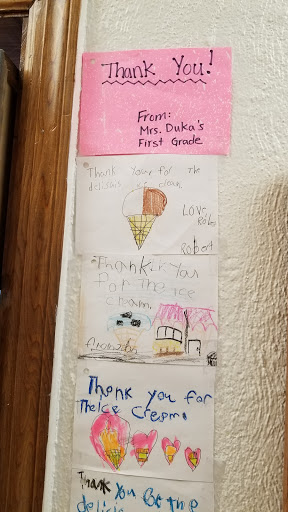 Thank You!
From:
Mrs. Duka's
First Grade
Thank you for the
delicious ice cream
LOVE
Robert
Thank You
for the ice
cream.
Thank you for
The Ice Cream.
Thank You for the